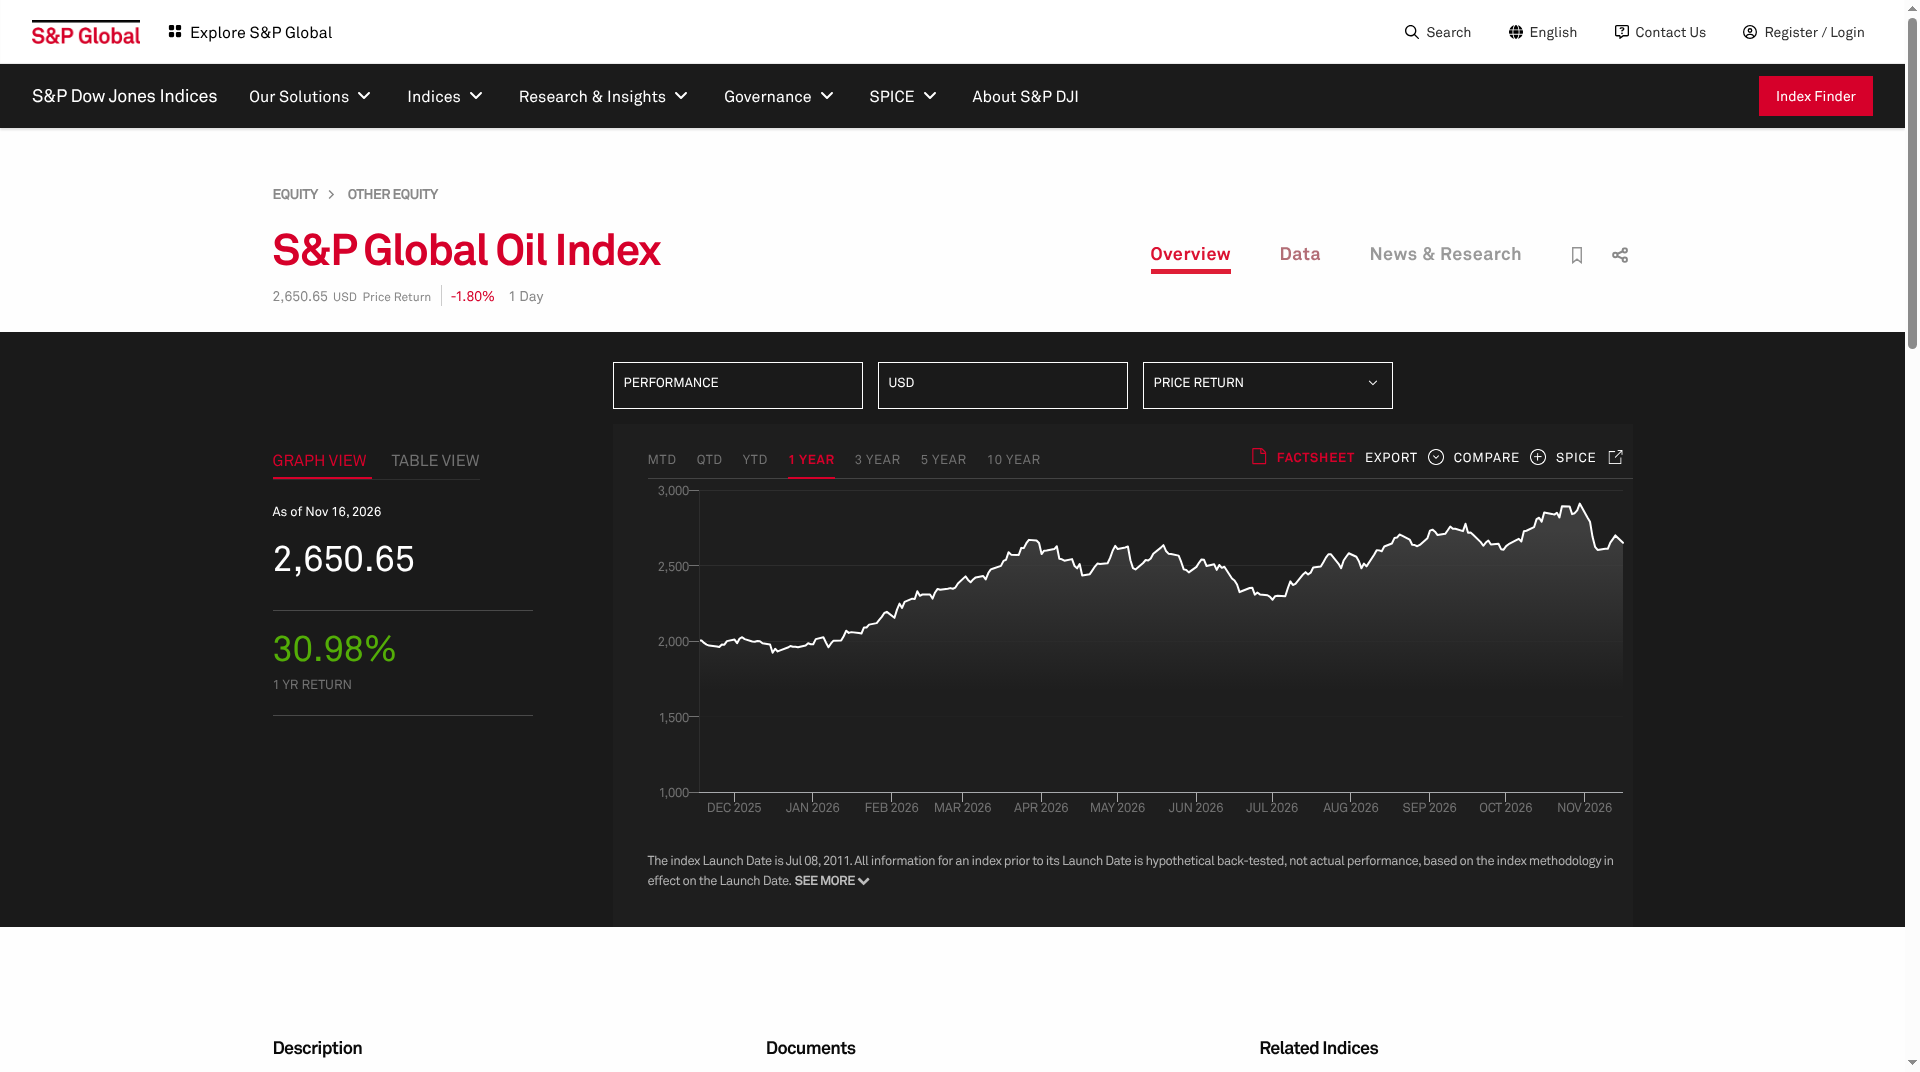 S&P Global
Explore S&P Global
Search
English
Contact Us
Register / Login
S&P Dow Jones Indices
Our Solutions
Indices
Research & Insights
Governance
SPICE
About S&P DJI
Index Finder
EQUITY > OTHER EQUITY
S&P Global Oil Index
2,650.65 USD Price Return -1.80% 1 Day
Overview
Data
News & Research
PERFORMANCE
USD
PRICE RETURN
GRAPH VIEW
TABLE VIEW
As of Nov 16, 2026
2,650.65
30.98%
1 YR RETURN
MTD QTD YTD 1 YEAR 3 YEAR 5 YEAR 10 YEAR
FACTSHEET EXPORT COMPARE SPICE
3,000
2,500
2,000
1,500
1,000
DEC 2025 JAN 2026 FEB 2026 MAR 2026 APR 2026 MAY 2026 JUN 2026 JUL 2026 AUG 2026 SEP 2026 OCT 2026 NOV 2026
The index Launch Date is Jul 08, 2011. All information for an index prior to its Launch Date is hypothetical back-tested, not actual performance, based on the index methodology in
effect on the Launch Date. SEE MORE
Description
Documents
Related Indices